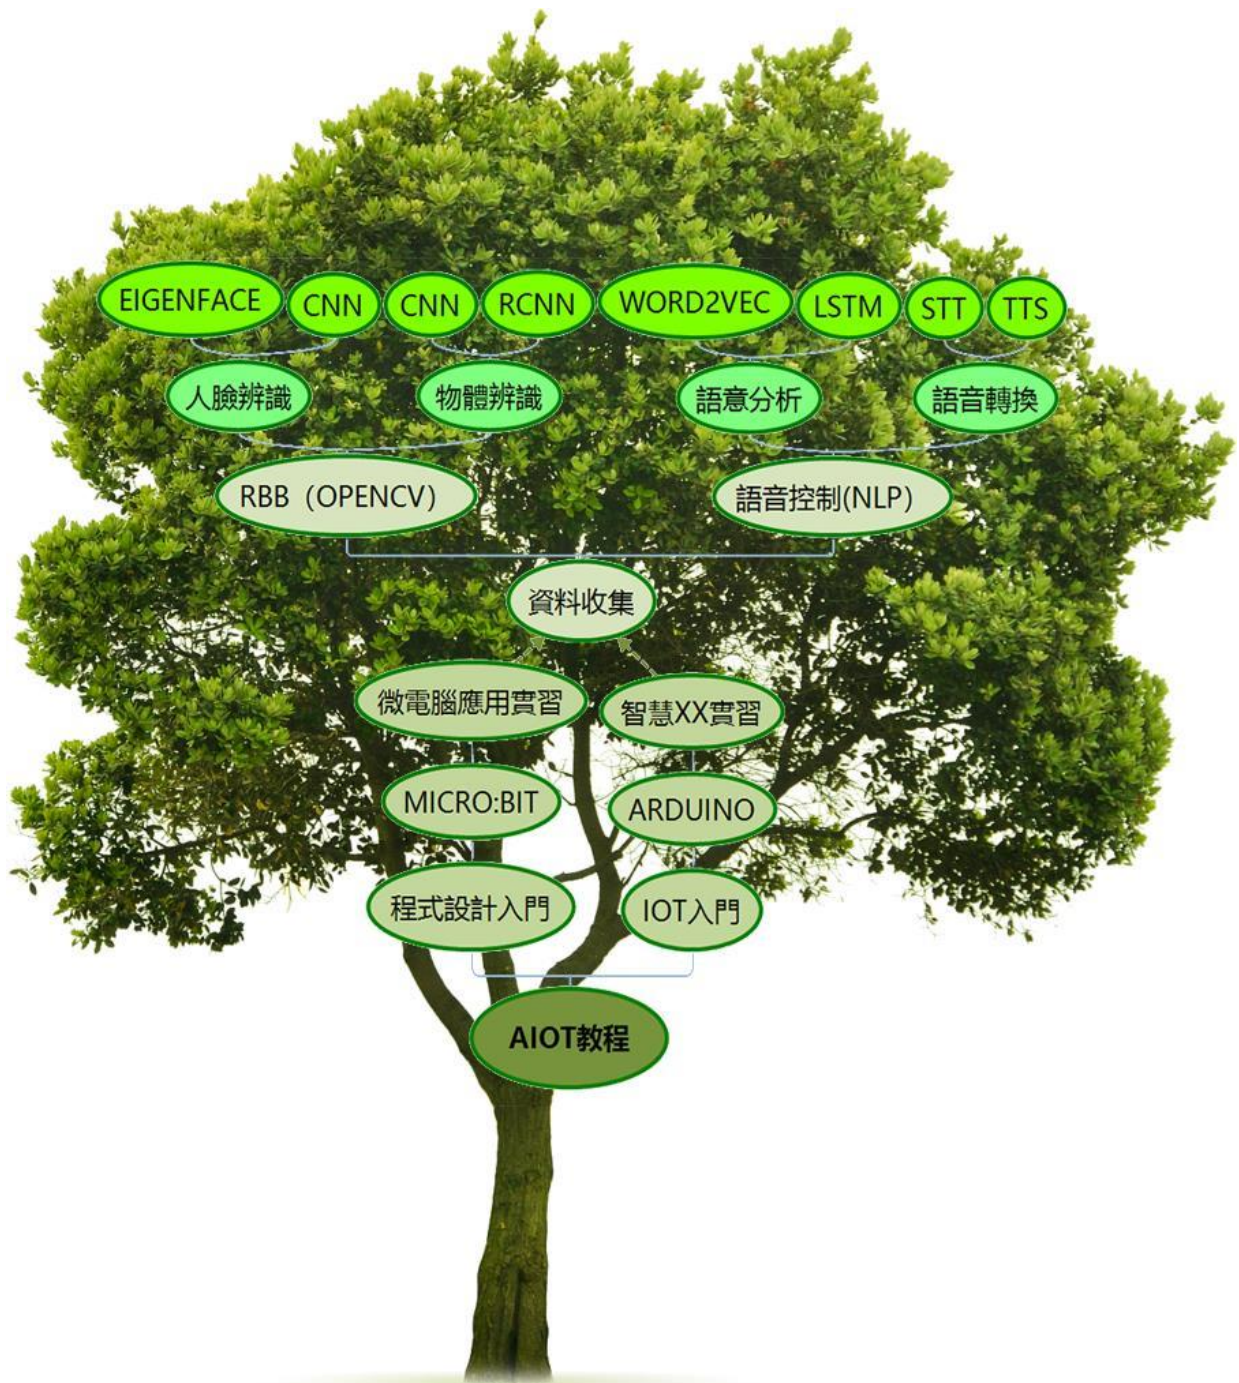 EIGENFACE
CNN
CNN
RCNN
WORD2VEC
LSTM
STT
TTS
人臉辨識
物體辨識
語意分析
語音轉換
RBB（OPENCV）
語音控制(NLP）
資料收集
微電腦應用實習
智慧XX實習
MICRO:BIT
ARDUINO
程式設計入門
IOT入門
AIOT教程